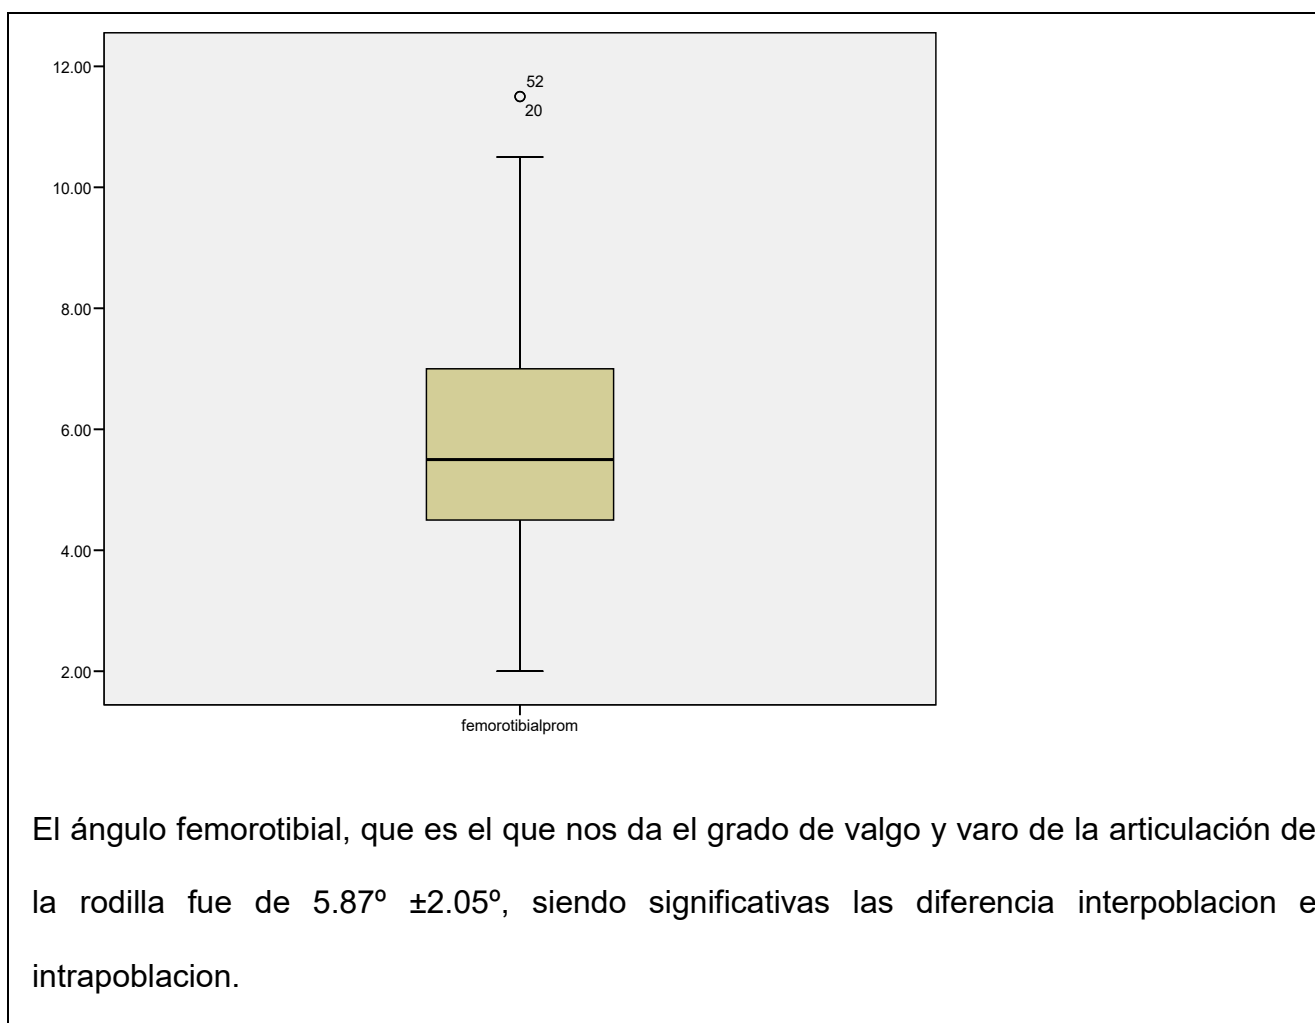 12.00
52
20
10.00
8.00
6.00
4.00
2.00
femorotibialprom
El ángulo femorotibial, que es el que nos da el grado de valgo y varo de la articulación de
la rodilla fue de 5.87º ±2.05º, siendo significativas las diferencia interpoblacion e
intrapoblacion.